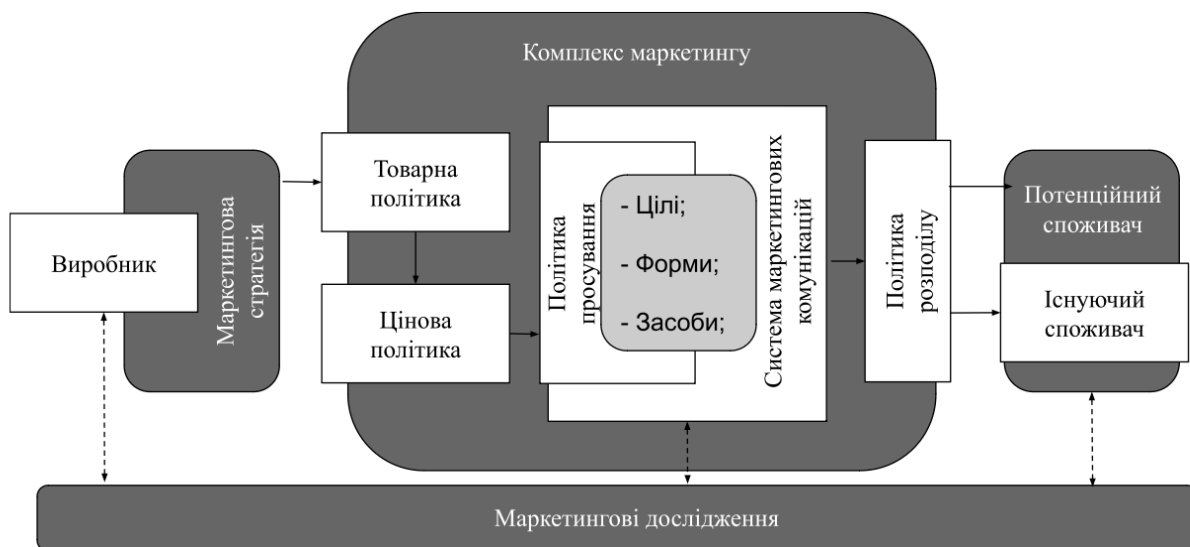 Комплекс маркетингу
Виробник
Маркетингова
стратегія
Товарна
політика
Цінова
політика
Політика
просування
- Цілі;
- Форми;
- Засоби;
Система маркетингових
комунікацій
Політика
розподілу
Потенційний
споживач
Існуючий
споживач
Маркетингові дослідження